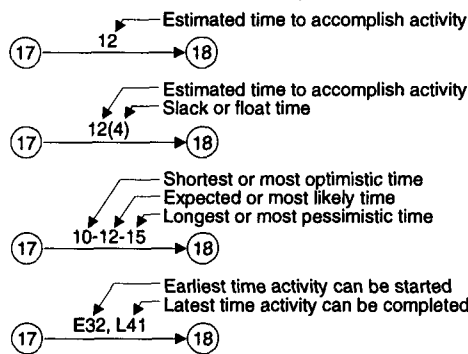 Estimated time to accomplish activity
12
17 18
Estimated time to accomplish activity
Slack or float time
12(4)
17 18
Shortest or most optimistic time
Expected or most likely time
Longest or most pessimistic time
10-12-15
17 18
Earliest time activity can be started
Latest time activity can be completed
E32, L41
17 18